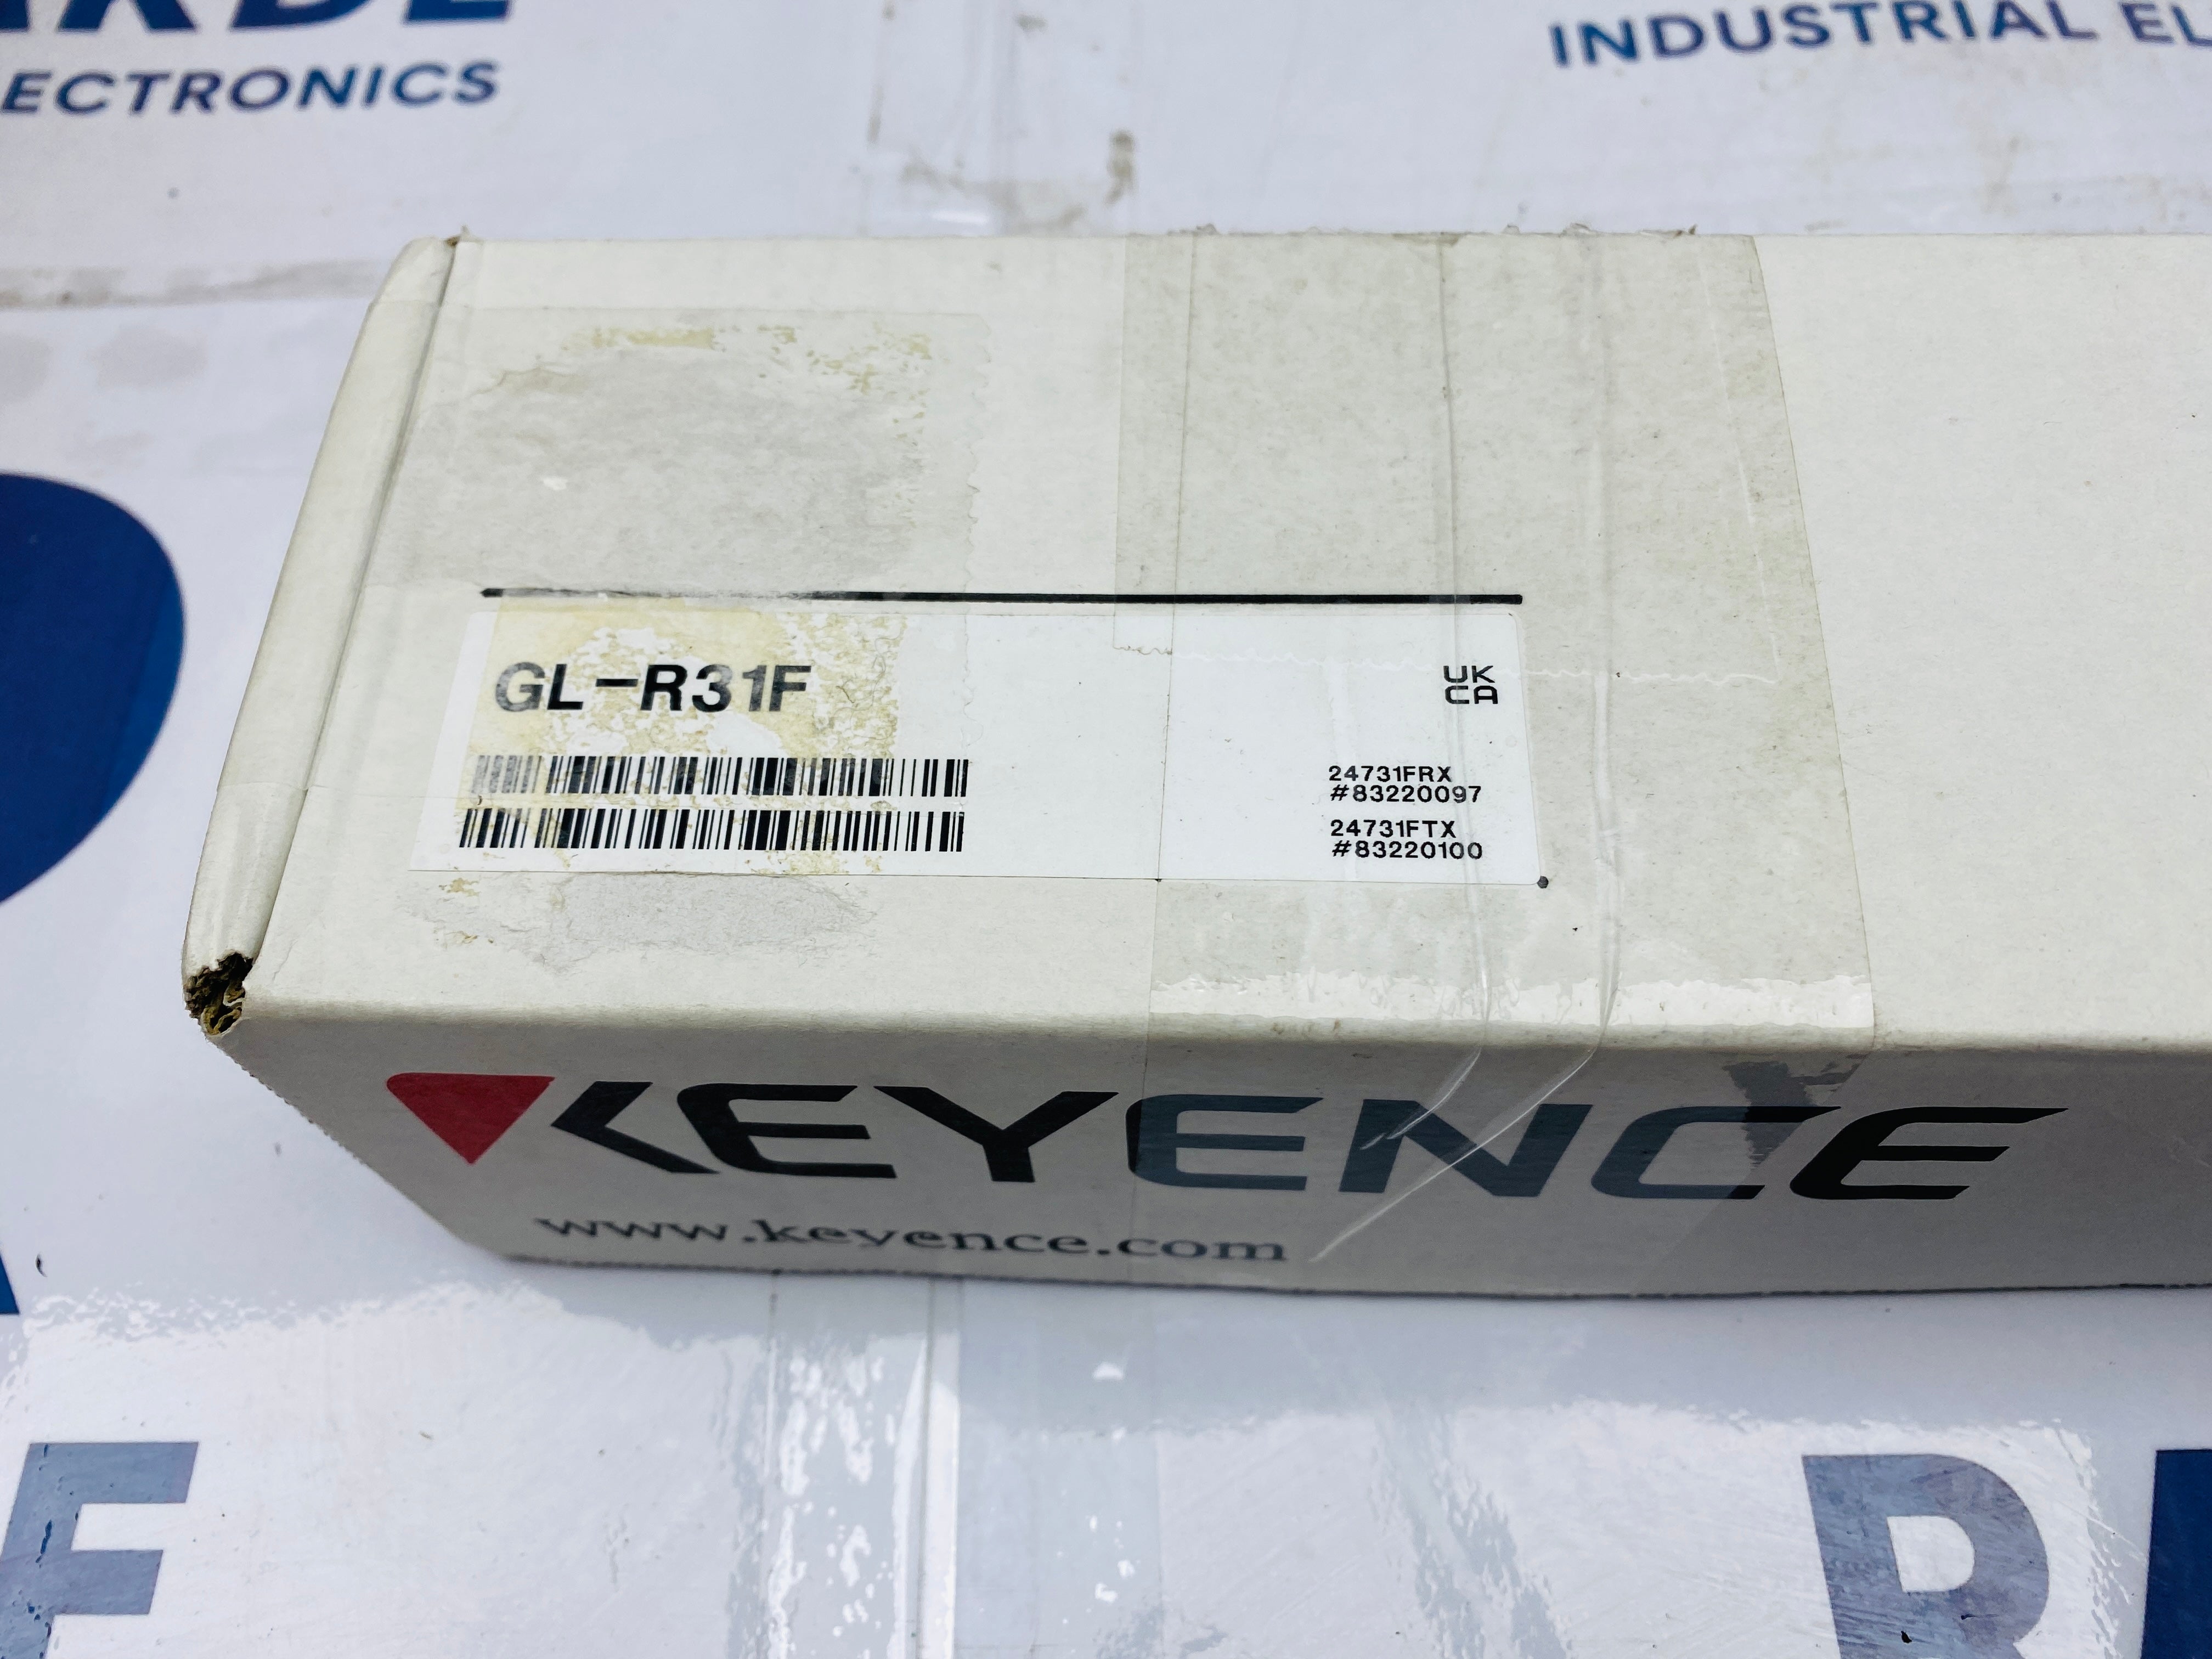 ECTRONICS
INDUSTRIAL EL
GL-R31F
UK
CA
24731FRX
#83220097
24731FTX
#83220100
KEYENCE
www.keyence.com